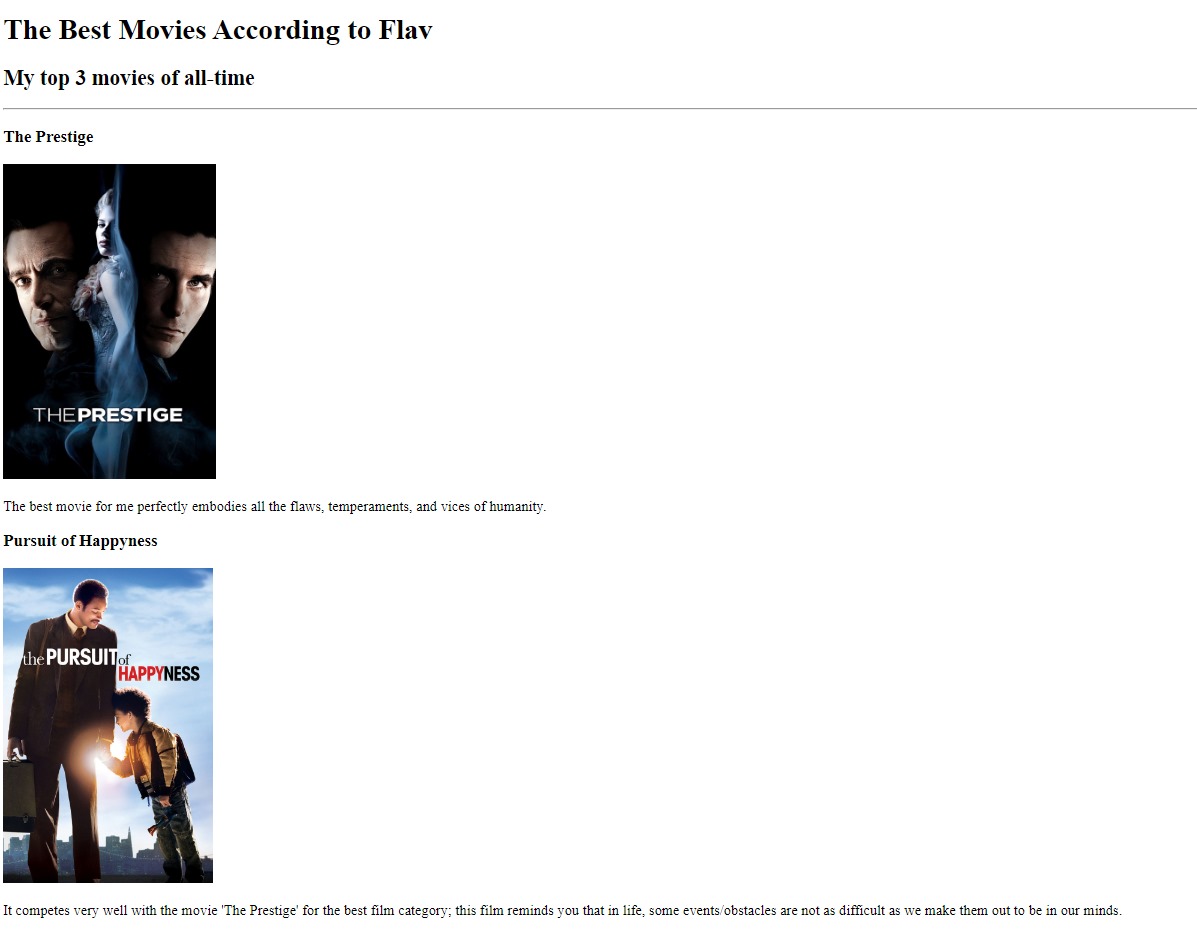 The Best Movies According to Flav
My top 3 movies of all-time
The Prestige
THE PRESTIGE
The best movie for me perfectly embodies all the flaws, temperaments, and vices of humanity.
Pursuit of Happyness
the PURSUIT of
HAPPYNESS
It competes very well with the movie 'The Prestige' for the best film category; this film reminds you that in life, some events/obstacles are not as difficult as we make them out to be in our minds.